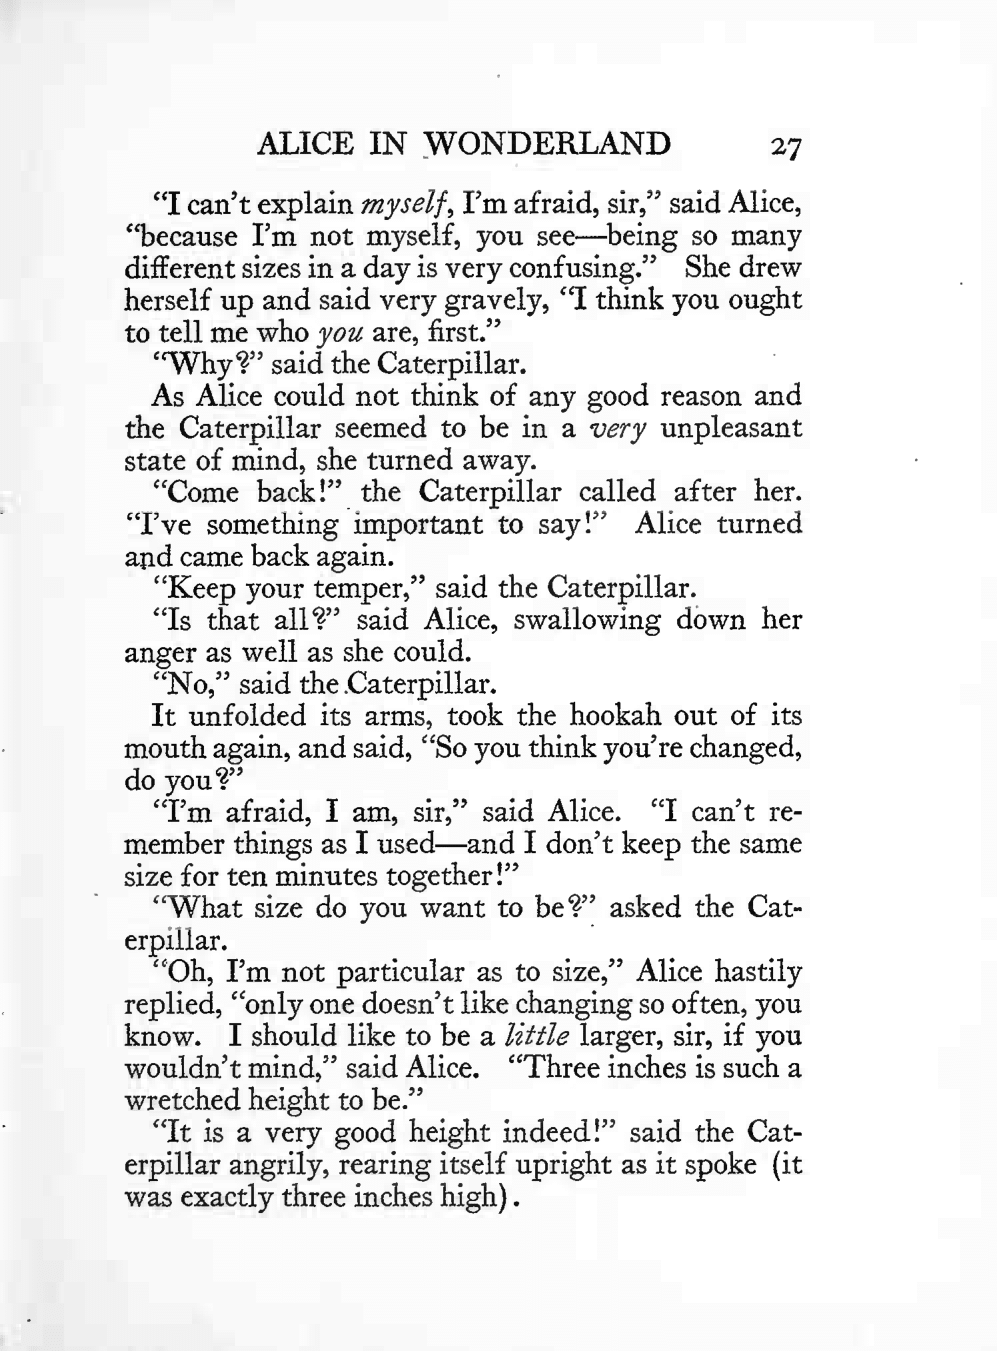 ALICE IN WONDERLAND 27
“I can’t explain myself, I’m afraid, sir,” said Alice,
“because I’m not myself, you see—being so many
different sizes in a day is very confusing.” She drew
herself up and said very gravely, “I think you ought
to tell me who you are, first.”
“Why?” said the Caterpillar.
As Alice could not think of any good reason and
the Caterpillar seemed to be in a very unpleasant
state of mind, she turned away.
“Come back!” the Caterpillar called after her.
“I’ve something important to say!” Alice turned
and came back again.
“Keep your temper,” said the Caterpillar.
“Is that all?” said Alice, swallowing down her
anger as well as she could.
“No,” said the Caterpillar.
It unfolded its arms, took the hookah out of its
mouth again, and said, “So you think you’re changed,
do you?”
“I’m afraid, I am, sir,” said Alice. “I can’t re-
member things as I used—and I don’t keep the same
size for ten minutes together!”
“What size do you want to be?” asked the Cat-
erpillar.
“Oh, I’m not particular as to size,” Alice hastily
replied, “only one doesn’t like changing so often, you
know. I should like to be a little larger, sir, if you
wouldn’t mind,” said Alice. “Three inches is such a
wretched height to be.”
“It is a very good height indeed!” said the Cat-
erpillar angrily, rearing itself upright as it spoke (it
was exactly three inches high).